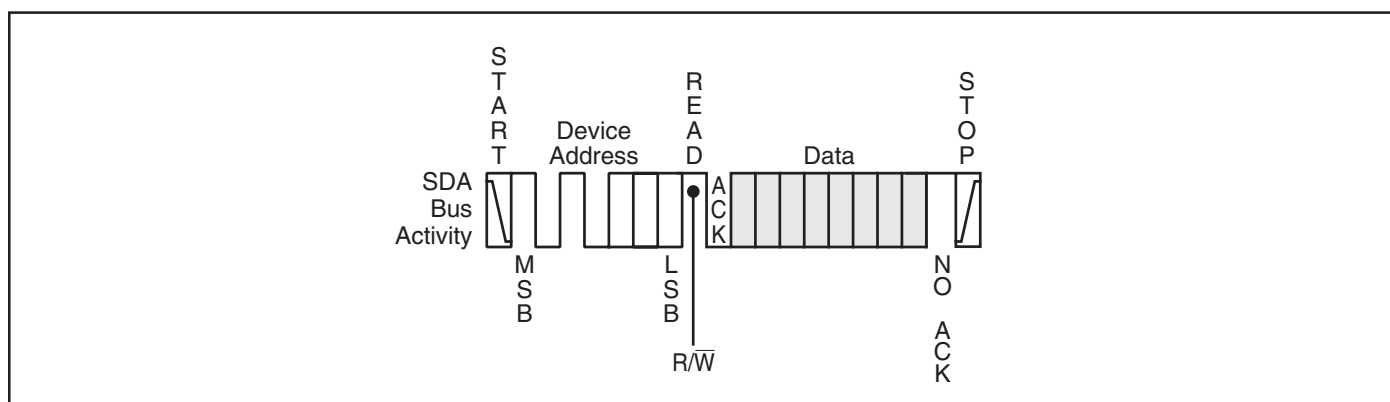 START
READ
STOP
Device
Address
Data
SDA
Bus
Activity
ACK
MSB
LSB
NO ACK
R/W̅